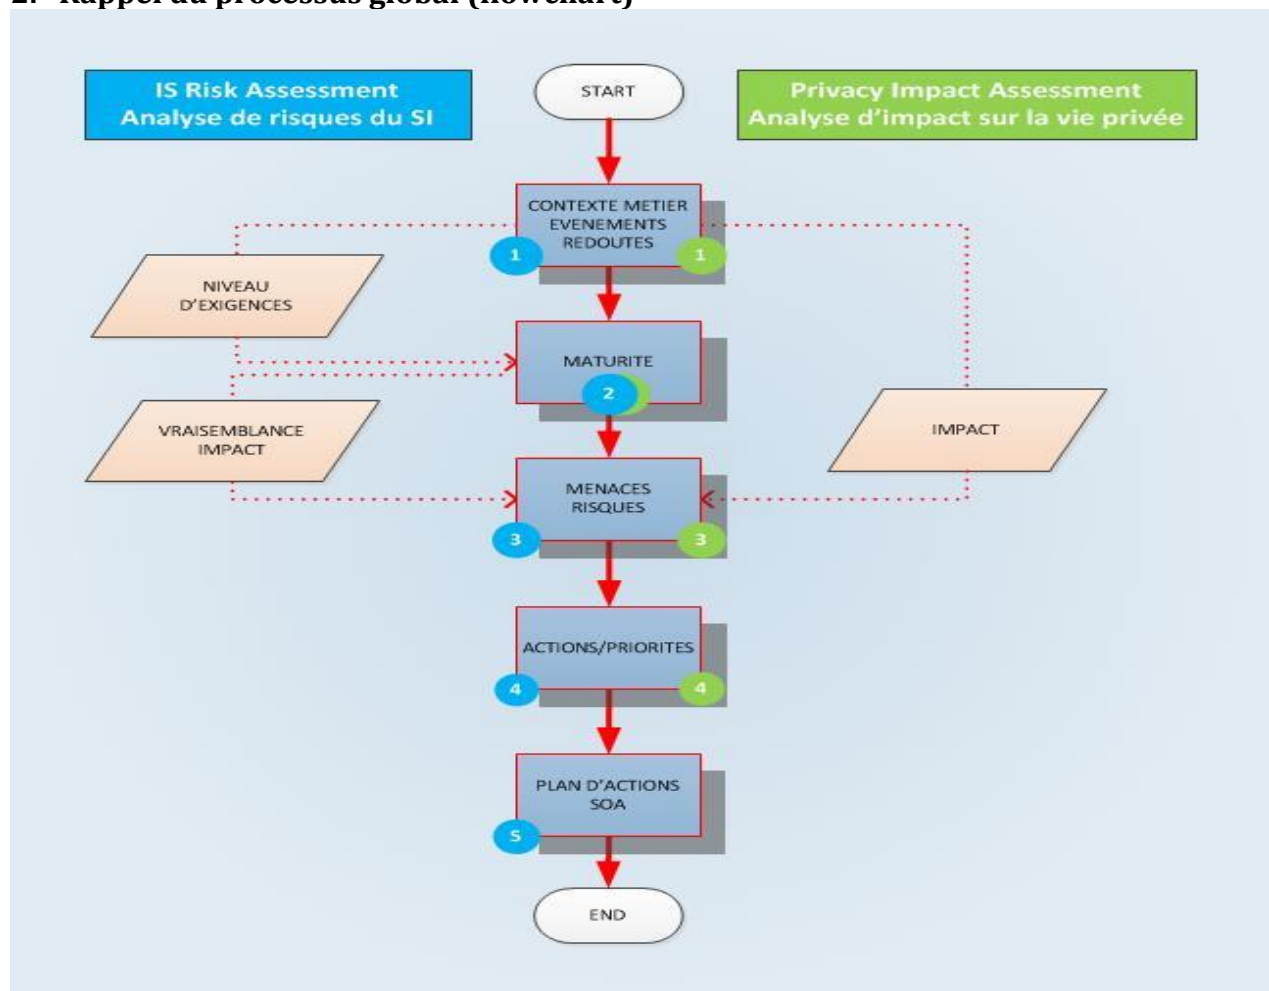 2. Rappel du processus global (flowchart)
IS Risk Assessment
Analyse de risques du SI
START
Privacy Impact Assessment
Analyse d’impact sur la vie privée
CONTEXTE METIER
EVENEMENTS
REDOUTES
1
1
NIVEAU
D’EXIGENCES
MATURITE
2
VRAISEMBLANCE
IMPACT
IMPACT
MENACES
RISQUES
3
3
ACTIONS/PRIORITES
4
4
PLAN D’ACTIONS
SOA
5
END